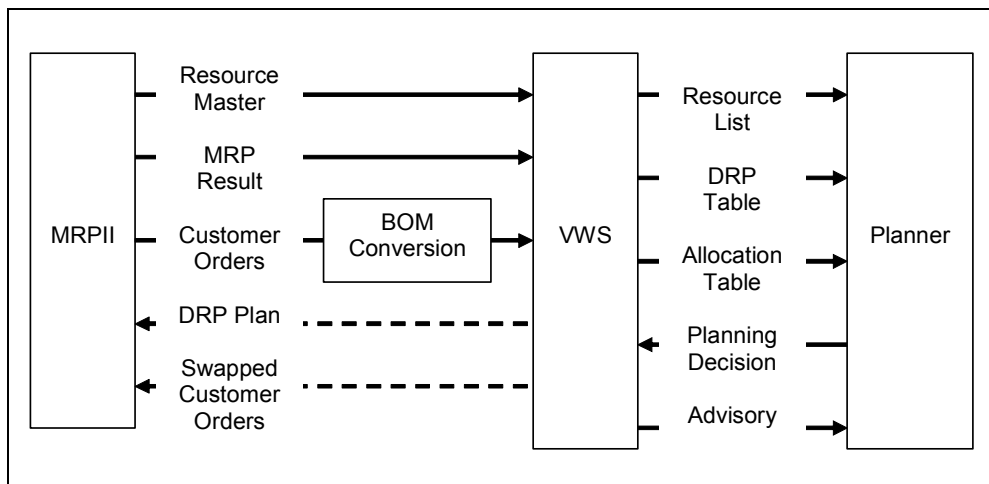 MRPII
Resource
Master
MRP
Result
Customer
Orders
DRP Plan
Swapped
Customer
Orders
BOM
Conversion
VWS
Resource
List
DRP
Table
Allocation
Table
Planning
Decision
Advisory
Planner